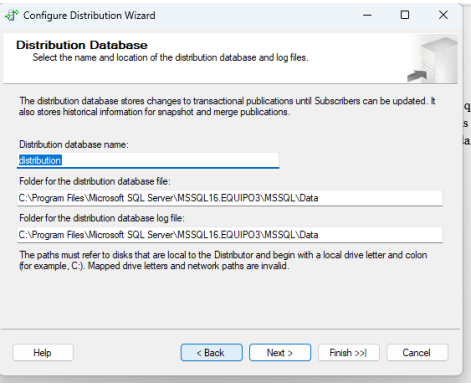 Configure Distribution Wizard
Distribution Database
Select the name and location of the distribution database and log files.
The distribution database stores changes to transactional publications until Subscribers can be updated. It
also stores historical information for snapshot and merge publications.
Distribution database name:
distribution
Folder for the distribution database file:
C:\Program Files\Microsoft SQL Server\MSSQL16.EQUIPO3\MSSQL\Data
Folder for the distribution database log file:
C:\Program Files\Microsoft SQL Server\MSSQL16.EQUIPO3\MSSQL\Data
The paths must refer to disks that are local to the Distributor and begin with a local drive letter and colon
(for example, C:). Mapped drive letters and network paths are invalid.
Help
< Back
Next >
Finish >>|
Cancel